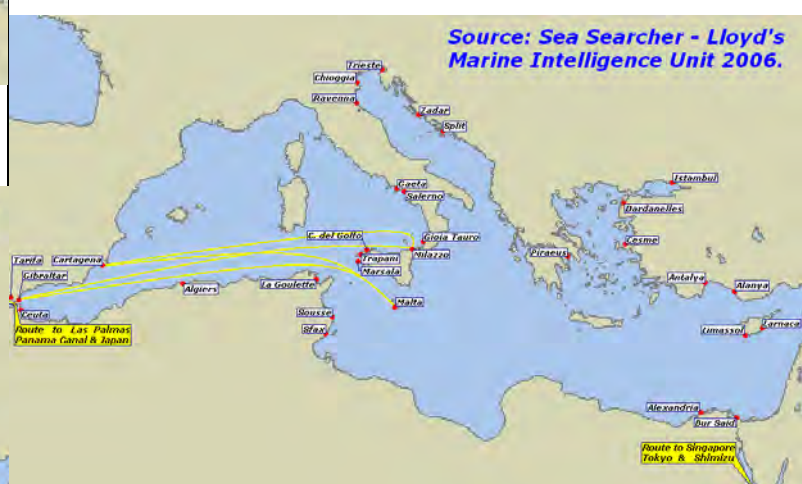 Source: Sea Searcher - Lloyd's
Marine Intelligence Unit 2006.
Trieste
Chioggia
Ravenna
Zadar
Split
Istambul
Gaeta
Salerno
Dardanelles
C. del Golfo
Gioia Tauro
Cesme
Tarifa
Cartagena
Trapani
Milazzo
Piraeus
Gibraltar
Marsala
Antalya
Algiers
La Goulette
Alanya
Malta
Ceuta
Sousse
Larnaca
Route to Las Palmas
Panama Canal & Japan
Sfax
Limassol
Alexandria
Bur Said
Route to Singapore
Tokyo & Shimizu